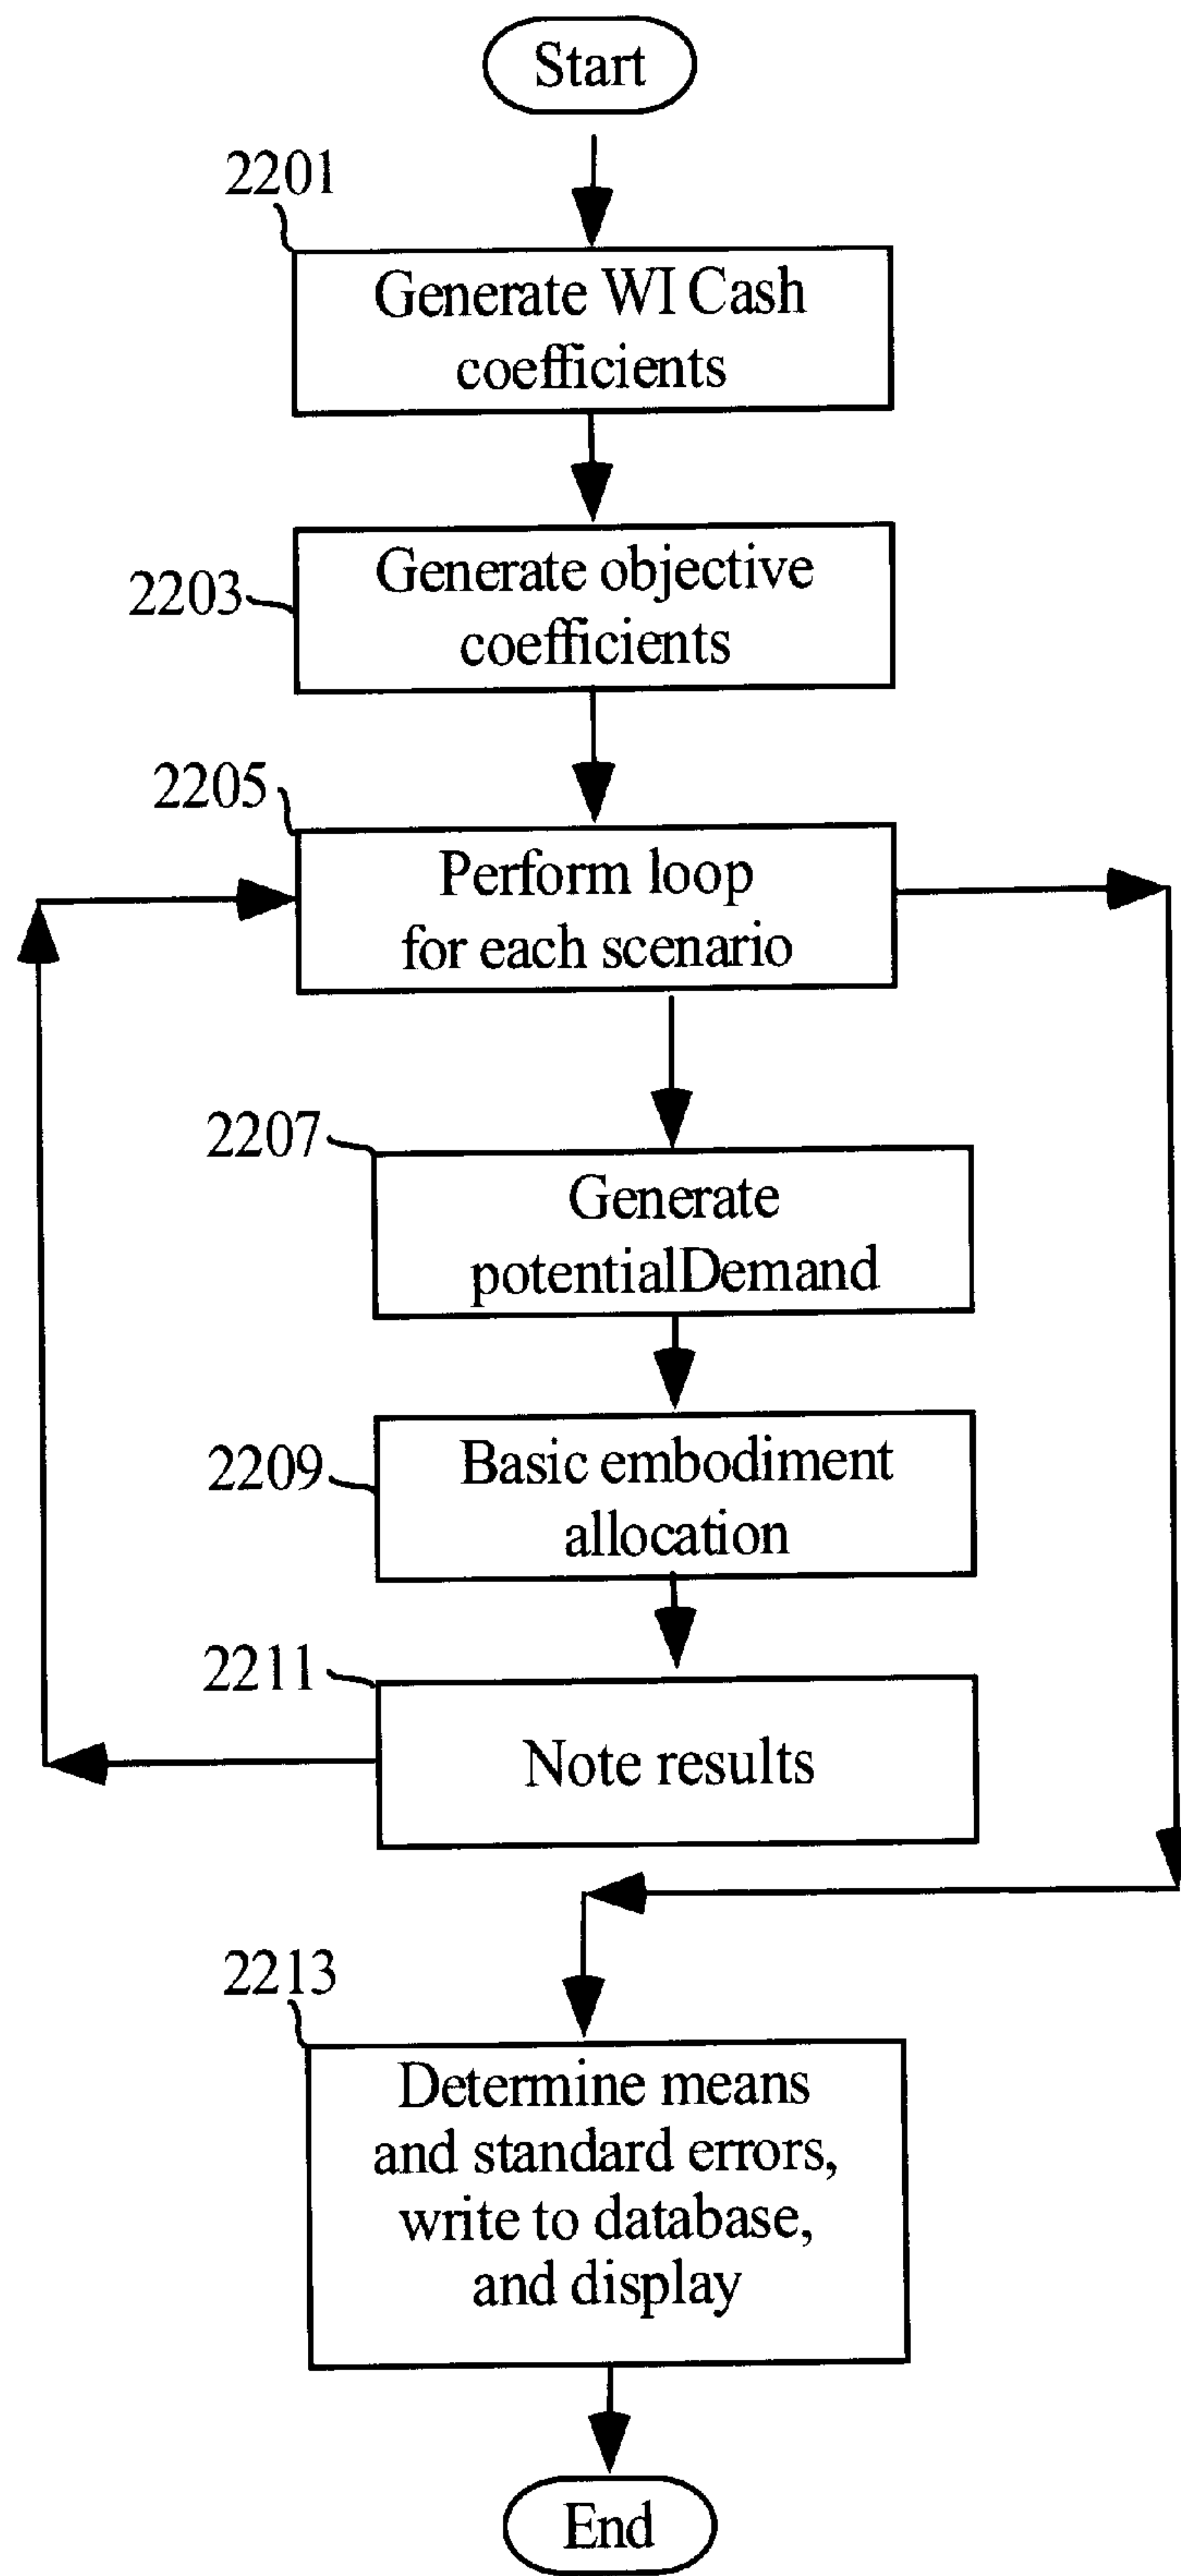 Start
2201
Generate WI Cash
coefficients
2203
Generate objective
coefficients
2205
Perform loop
for each scenario
2207
Generate
potentialDemand
2209
Basic embodiment
allocation
2211
Note results
2213
Determine means
and standard errors,
write to database,
and display
End